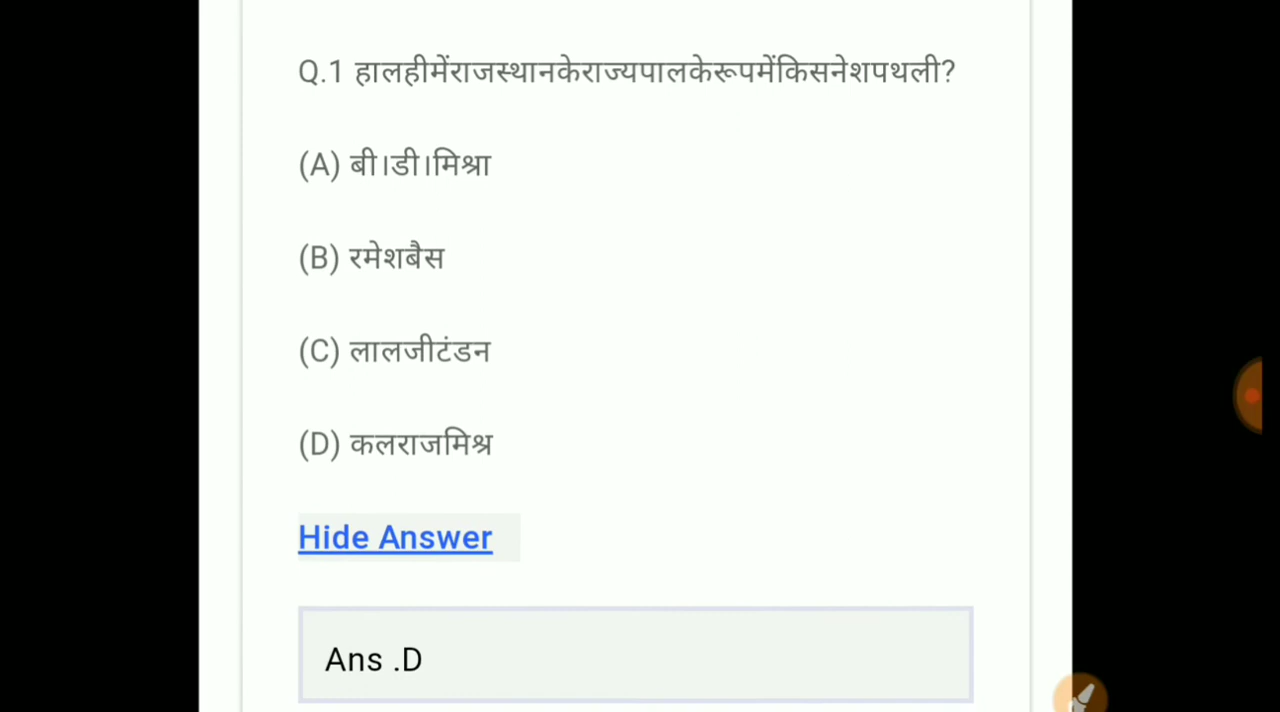 Q.1 हालहीमेंराजस्थानकेराज्यपालकेरूपमेंकिसनेशपथली?
(A) बी।डी।मिश्रा
(B) रमेशबैस
(C) लालजीटंडन
(D) कलराजमिश्र
Hide Answer
Ans .D